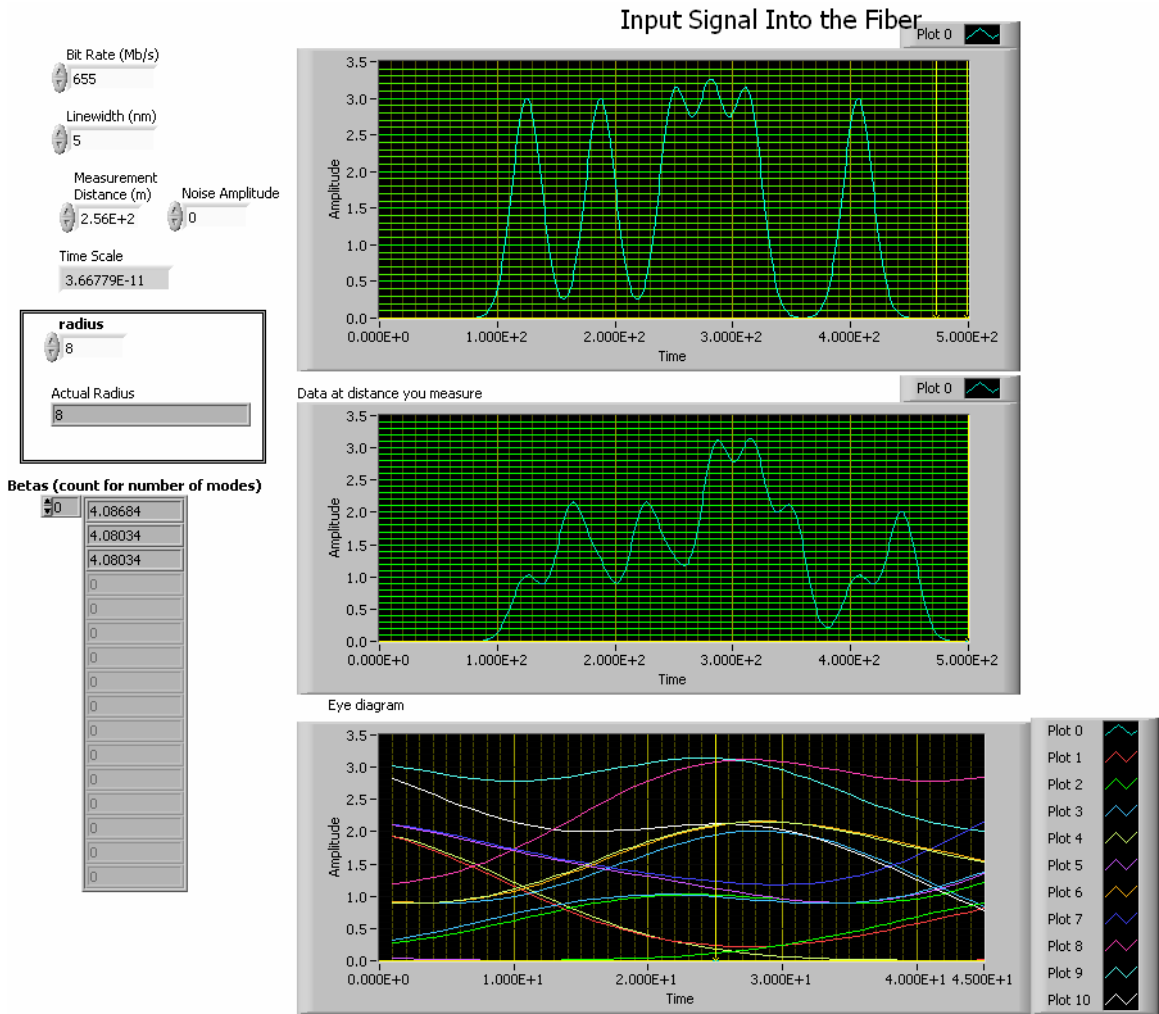 Input Signal Into the Fiber
Plot 0
Bit Rate (Mb/s)
655
Linewidth (nm)
5
Measurement
Distance (m)
2.56E+2
Noise Amplitude
0
Time Scale
3.66779E-11
radius
8
Actual Radius
8
Betas (count for number of modes)
0
4.08684
4.08034
4.08034
0
0
0
0
0
0
0
0
0
0
0
0
0
3.5
3.0
2.5
2.0
1.5
1.0
0.5
0.0
Amplitude
0.000E+0 1.000E+2 2.000E+2 3.000E+2 4.000E+2 5.000E+2
Time
Data at distance you measure
Plot 0
3.5
3.0
2.5
2.0
1.5
1.0
0.5
0.0
Amplitude
0.000E+0 1.000E+2 2.000E+2 3.000E+2 4.000E+2 5.000E+2
Time
Eye diagram
3.5
3.0
2.5
2.0
1.5
1.0
0.5
0.0
Amplitude
0.000E+0 1.000E+1 2.000E+1 3.000E+1 4.000E+1 4.500E+1
Time
Plot 0
Plot 1
Plot 2
Plot 3
Plot 4
Plot 5
Plot 6
Plot 7
Plot 8
Plot 9
Plot 10